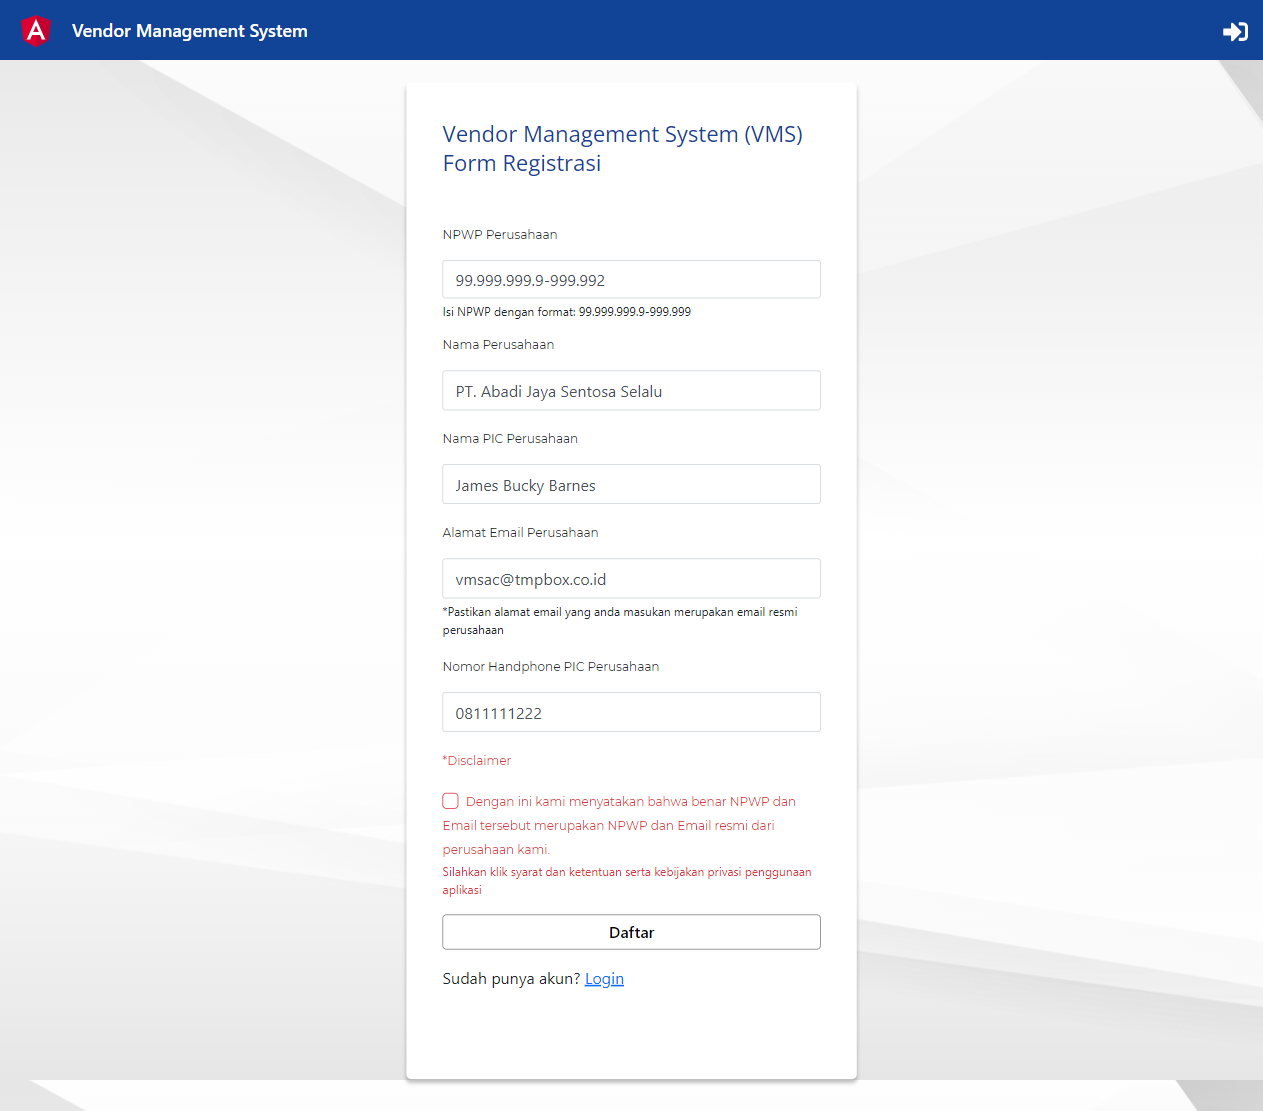 A
Vendor Management System
Vendor Management System (VMS)
Form Registrasi
NPWP Perusahaan
99.999.999.9-999.992
Isi NPWP dengan format: 99.999.999.9-999.999
Nama Perusahaan
PT. Abadi Jaya Sentosa Selalu
Nama PIC Perusahaan
James Bucky Barnes
Alamat Email Perusahaan
vmsac@tmpbox.co.id
*Pastikan alamat email yang anda masukan merupakan email resmi
perusahaan
Nomor Handphone PIC Perusahaan
0811111222
*Disclaimer
Dengan ini kami menyatakan bahwa benar NPWP dan
Email tersebut merupakan NPWP dan Email resmi dari
perusahaan kami.
Silahkan klik syarat dan ketentuan serta kebijakan privasi penggunaan
aplikasi
Daftar
Sudah punya akun? Login